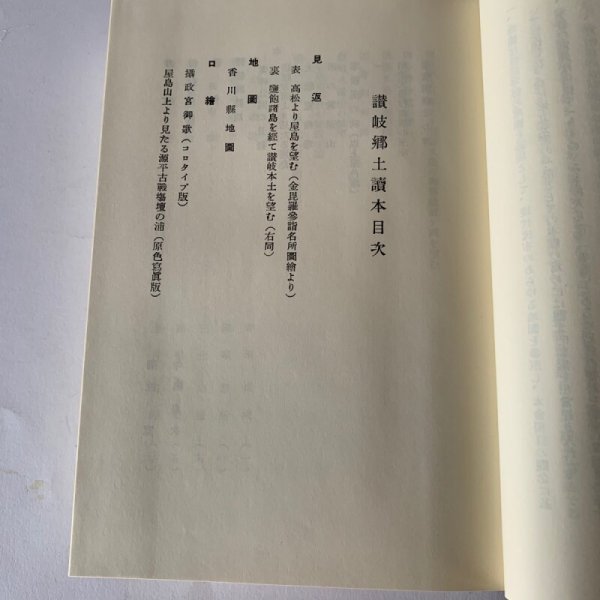 讃岐鄕土讀本目次
見返
表 高松より屋島を望む(金毘羅參詣名所圖繪より)
裏 鹽飽諸島を經て讃岐本土を望む(右同)
地圖
香川縣地圖
口繪
攝政宮御歌(コロタイプ版)
屋島山上より見たる源平古戰場壇の浦(原色寫眞版)